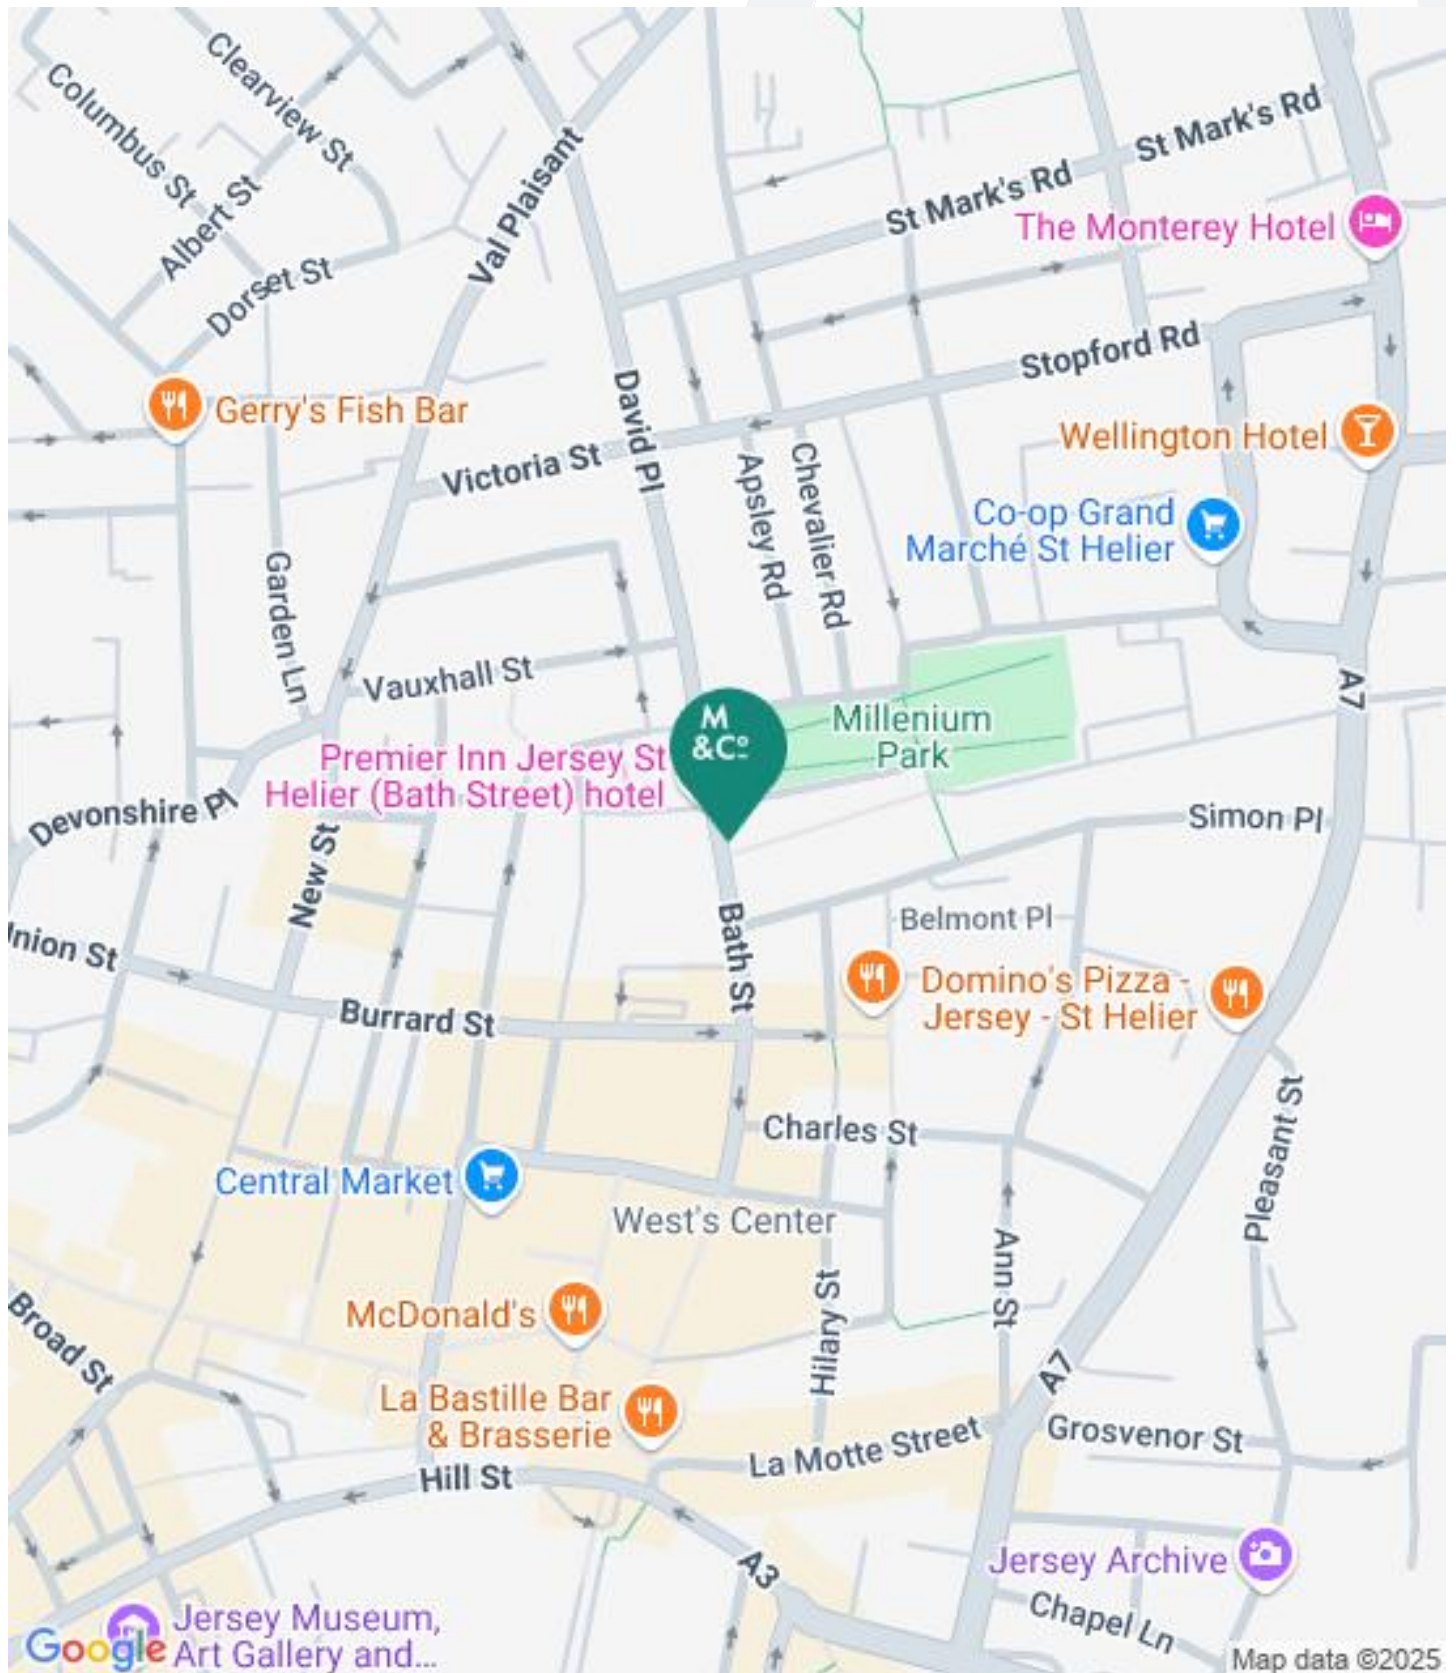 Clearview St
Columbus St
Albert St
Dorset St
Val Plaisant
St Mark's Rd
St Mark's Rd
The Monterey Hotel
Stopford Rd
Gerry's Fish Bar
David Pl
Victoria St
Wellington Hotel
Apsley Rd
Chevalier Rd
Co-op Grand
Marché St Helier
Garden Ln
Vauxhall St
A7
M
&Cº
Millenium
Park
Premier Inn Jersey St
Helier (Bath Street) hotel
Devonshire Pl
Simon Pl
New St
Bath St
Belmont Pl
Union St
Domino's Pizza -
Jersey - St Helier
Burrard St
Charles St
Pleasant St
Central Market
West's Center
Ann St
Hilary St
McDonald's
Broad St
A7
La Bastille Bar
& Brasserie
La Motte Street
Grosvenor St
Hill St
A3
Jersey Archive
Chapel Ln
Jersey Museum,
Art Gallery and...
Google
Map data ©2025